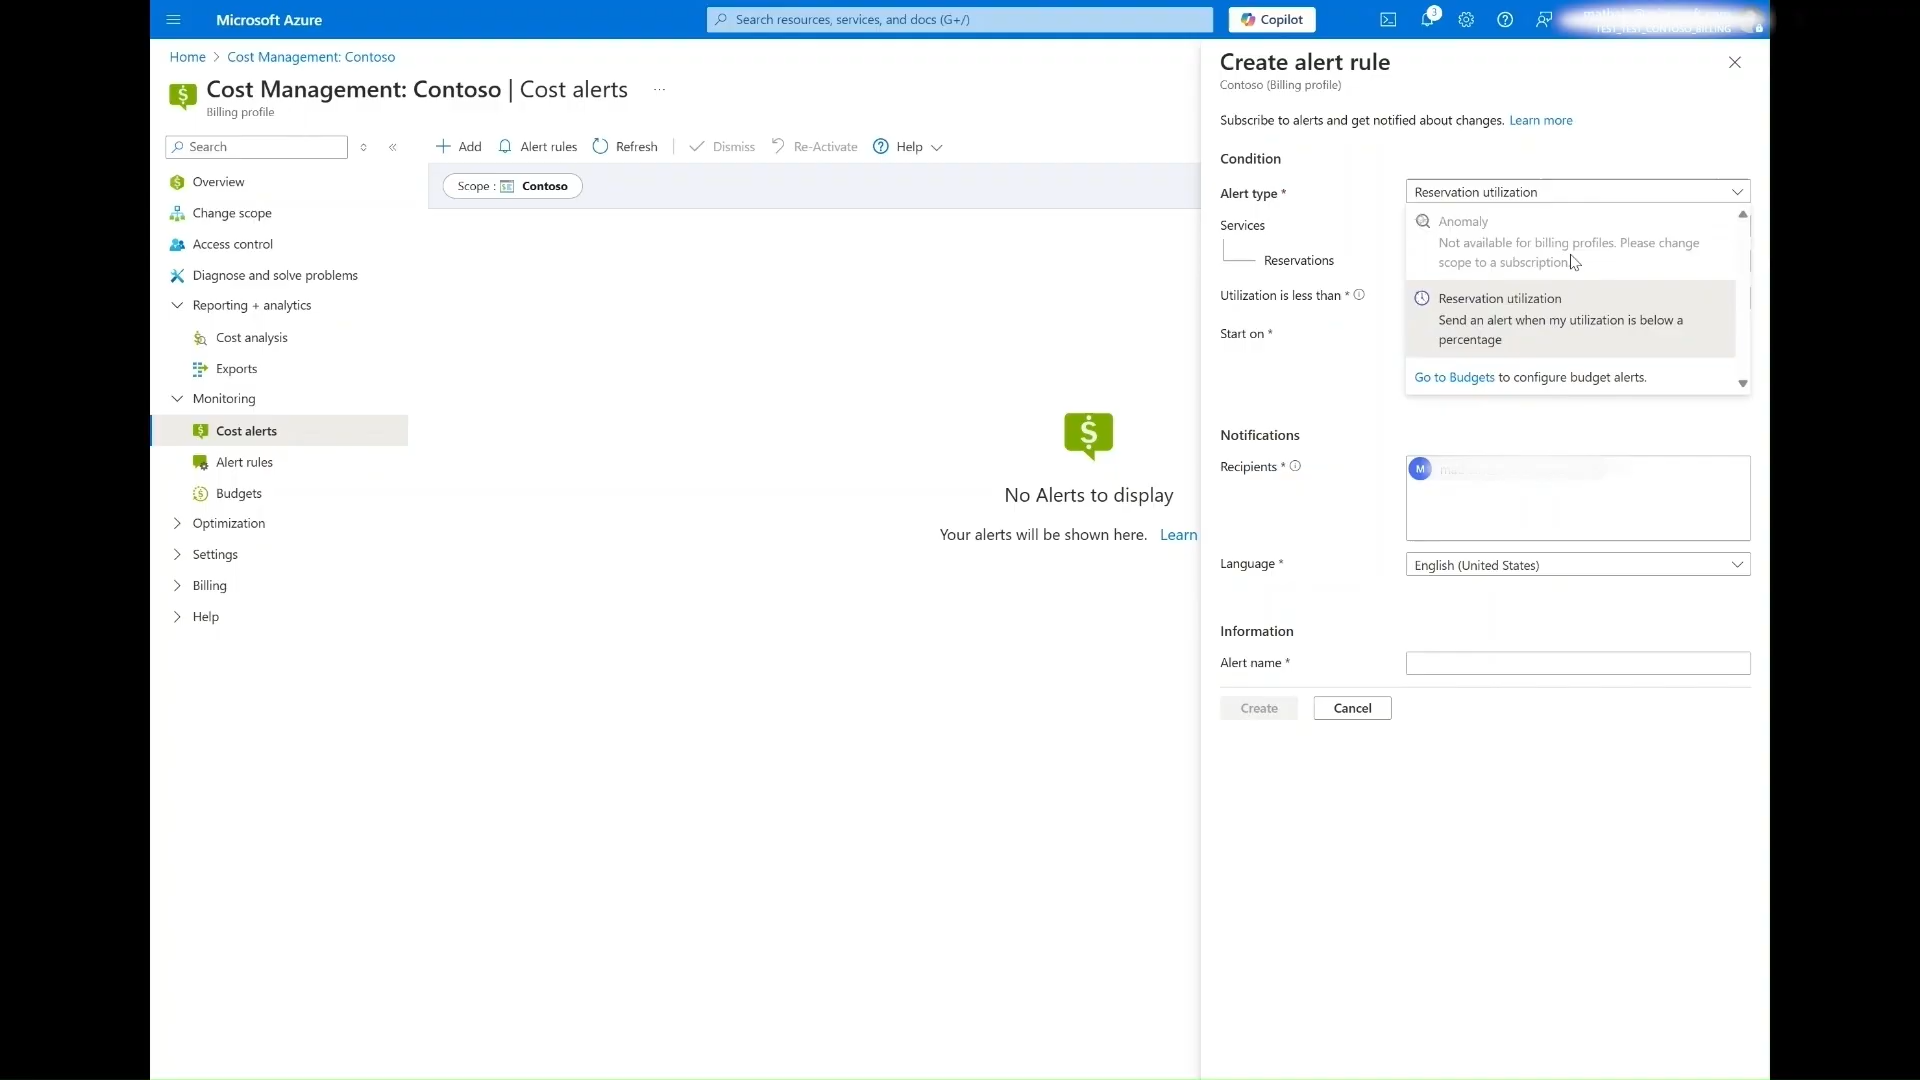 Microsoft Azure
Search resources, services, and docs (G+/)
Copilot
3
Home > Cost Management: Contoso
Cost Management: Contoso | Cost alerts ...
Billing profile
Search
Overview
Change scope
Access control
Diagnose and solve problems
Reporting + analytics
Cost analysis
Exports
Monitoring
Cost alerts
Alert rules
Budgets
Optimization
Settings
Billing
Help
Add
Alert rules
Refresh
Dismiss
Re-Activate
Help
Scope : Contoso
No Alerts to display
Your alerts will be shown here. Learn
Create alert rule
Contoso (Billing profile)
Subscribe to alerts and get notified about changes. Learn more
Condition
Alert type *
Reservation utilization
Anomaly
Not available for billing profiles. Please change
scope to a subscription.
Reservation utilization
Send an alert when my utilization is below a
percentage
Go to Budgets to configure budget alerts.
Services
Reservations
Utilization is less than *
Start on *
Notifications
Recipients *
M
Language *
English (United States)
Information
Alert name *
Create
Cancel